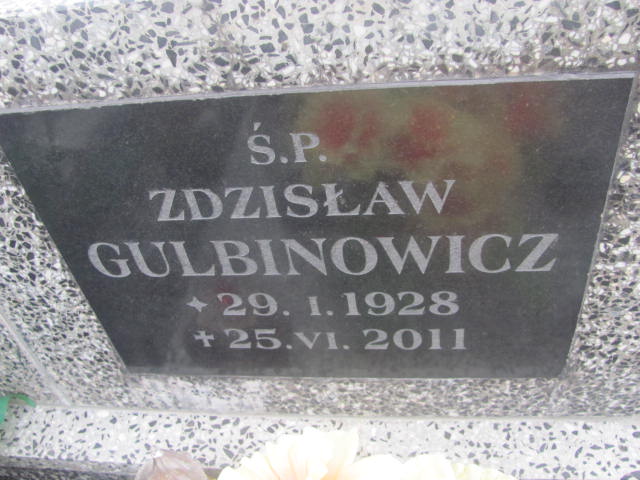 Ś.P.
ZDZISŁAW
GULBINOWICZ
✦ 29. I. 1928
✝ 25. VI. 2011